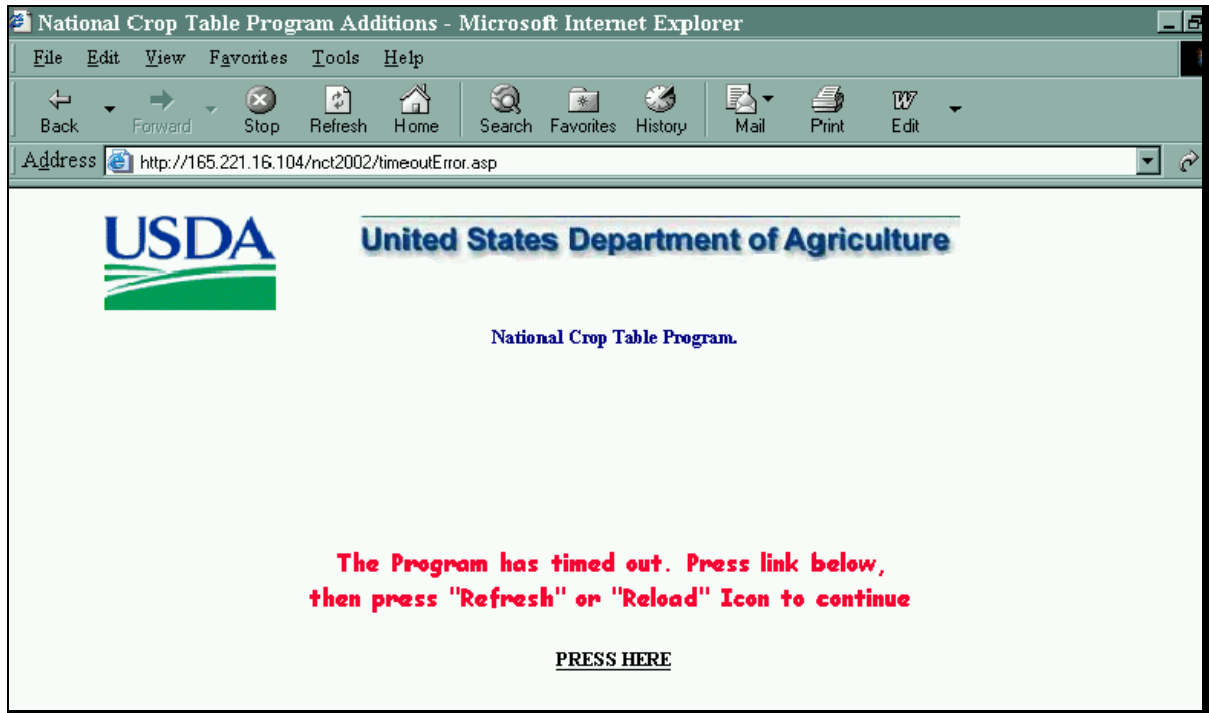 National Crop Table Program Additions - Microsoft Internet Explorer
File Edit View Favorites Tools Help
Back Forward Stop Refresh Home Search Favorites History Mail Print Edit
Address http://165.221.16.104/nct2002/timeoutError.asp
USDA United States Department of Agriculture
National Crop Table Program.
The Program has timed out. Press link below,
then press "Refresh" or "Reload" Icon to continue
PRESS HERE